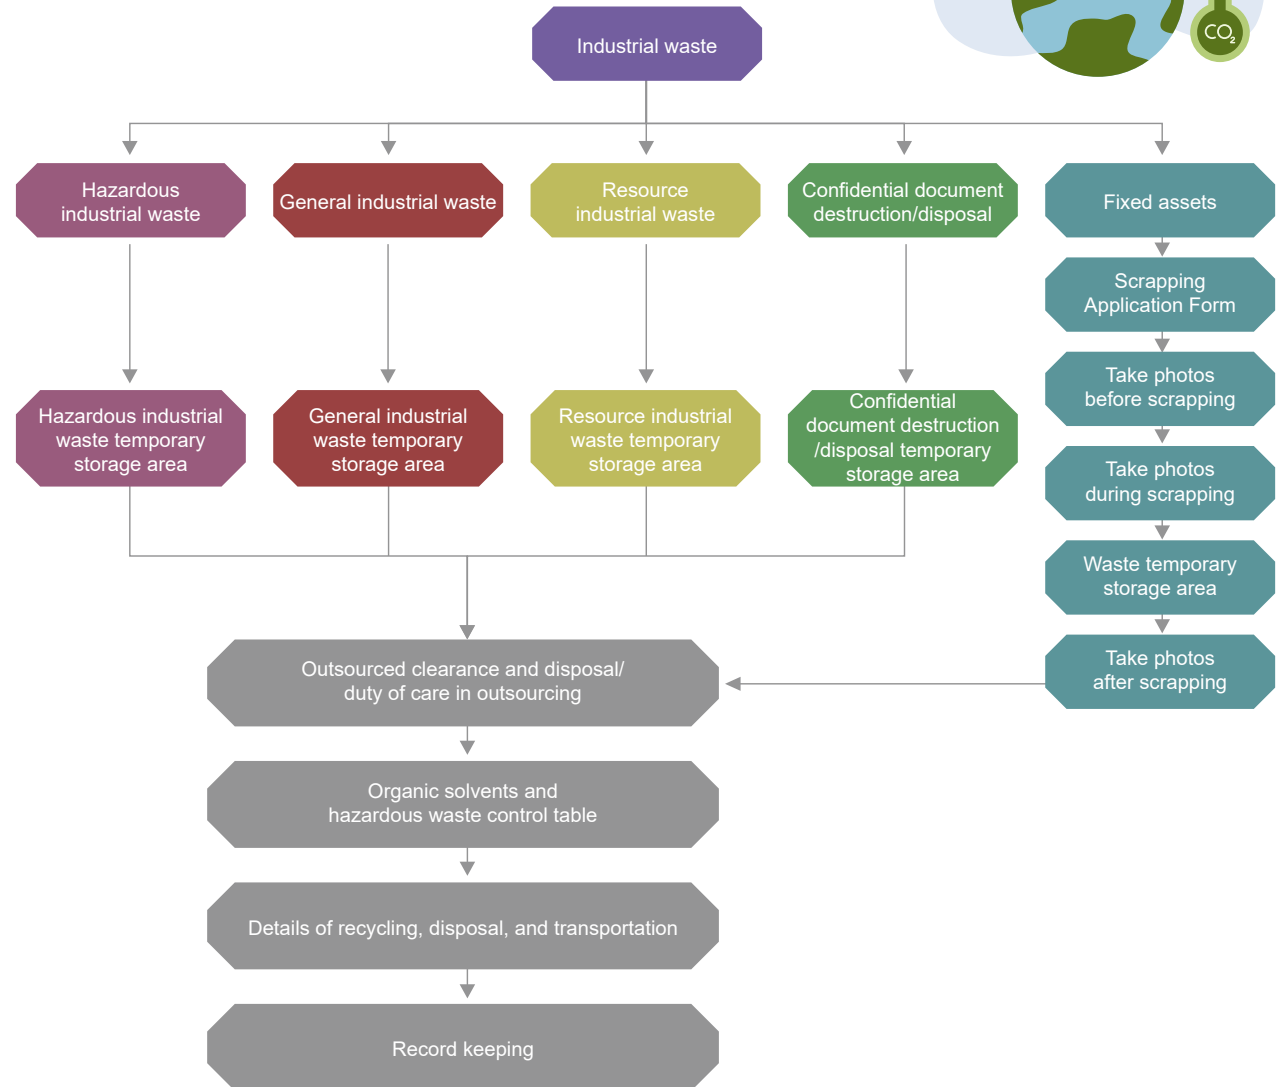 CO₂
Industrial waste
Hazardous
industrial waste
General industrial waste
Resource
industrial waste
Confidential document
destruction/disposal
Fixed assets
Scrapping
Application Form
Take photos
before scrapping
Take photos
during scrapping
Waste temporary
storage area
Take photos
after scrapping
Hazardous industrial
waste temporary
storage area
General industrial
waste temporary
storage area
Resource industrial
waste temporary
storage area
Confidential
document destruction
/disposal temporary
storage area
Outsourced clearance and disposal/
duty of care in outsourcing
Organic solvents and
hazardous waste control table
Details of recycling, disposal, and transportation
Record keeping